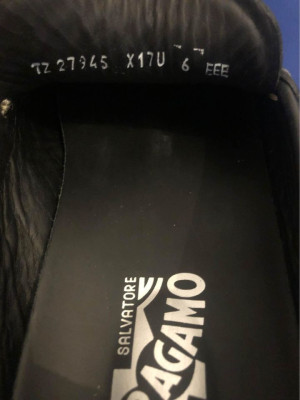 TZ 27945 X17U 6 EEE
SALVATORE
RAGAMO